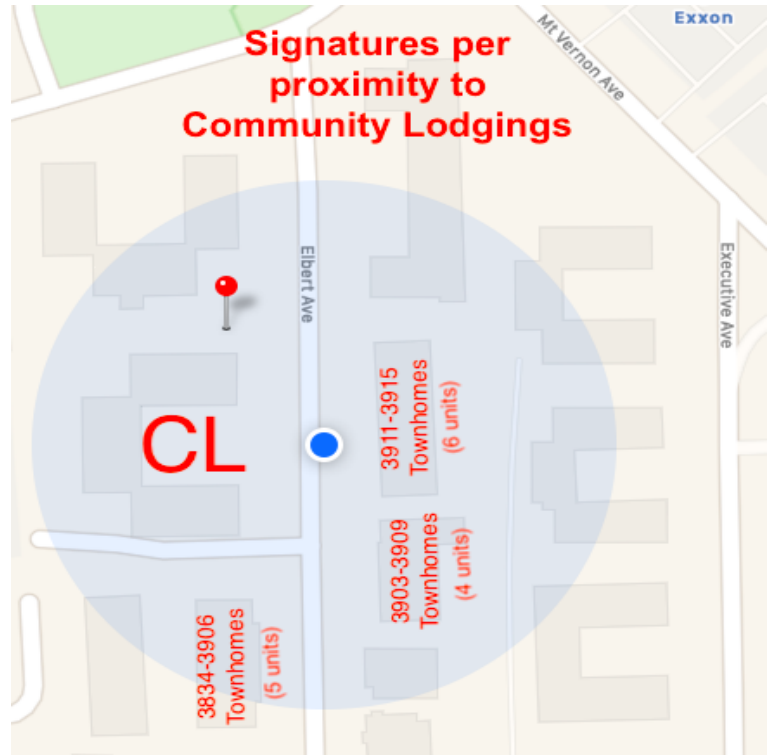 Exxon
Signatures per
proximity to
Community Lodgings
Mt Vernon Ave
Elbert Ave
Executive Ave
CL
3911-3915
Townhomes
(6 units)
3903-3909
Townhomes
(4 units)
3834-3906
Townhomes
(5 units)